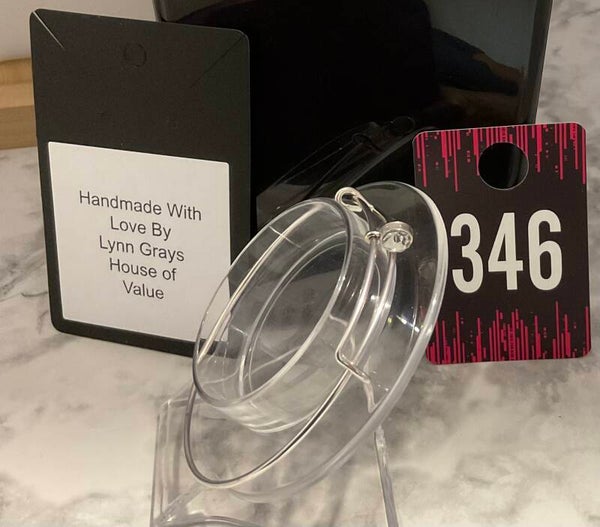 Handmade With
Love By
Lynn Grays
House of
Value
346